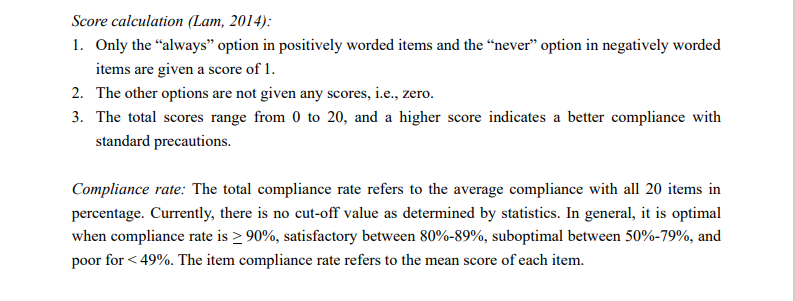 Score calculation (Lam, 2014):
1. Only the “always” option in positively worded items and the “never” option in negatively worded
items are given a score of 1.
2. The other options are not given any scores, i.e., zero.
3. The total scores range from 0 to 20, and a higher score indicates a better compliance with
standard precautions.
Compliance rate: The total compliance rate refers to the average compliance with all 20 items in
percentage. Currently, there is no cut-off value as determined by statistics. In general, it is optimal
when compliance rate is ≥ 90%, satisfactory between 80%-89%, suboptimal between 50%-79%, and
poor for < 49%. The item compliance rate refers to the mean score of each item.